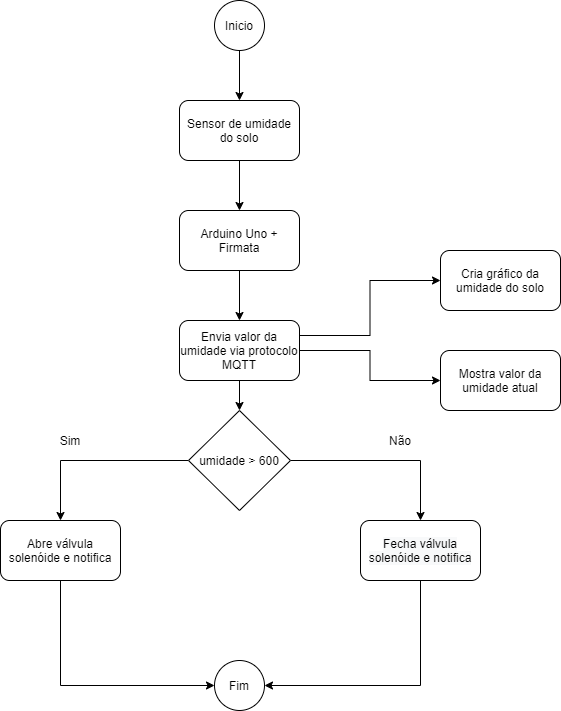 Inicio
Sensor de umidade
do solo
Arduino Uno +
Firmata
Cria gráfico da
umidade do solo
Envia valor da
umidade via protocolo
MQTT
Mostra valor da
umidade atual
Sim
umidade > 600
Não
Abre válvula
solenóide e notifica
Fecha válvula
solenóide e notifica
Fim